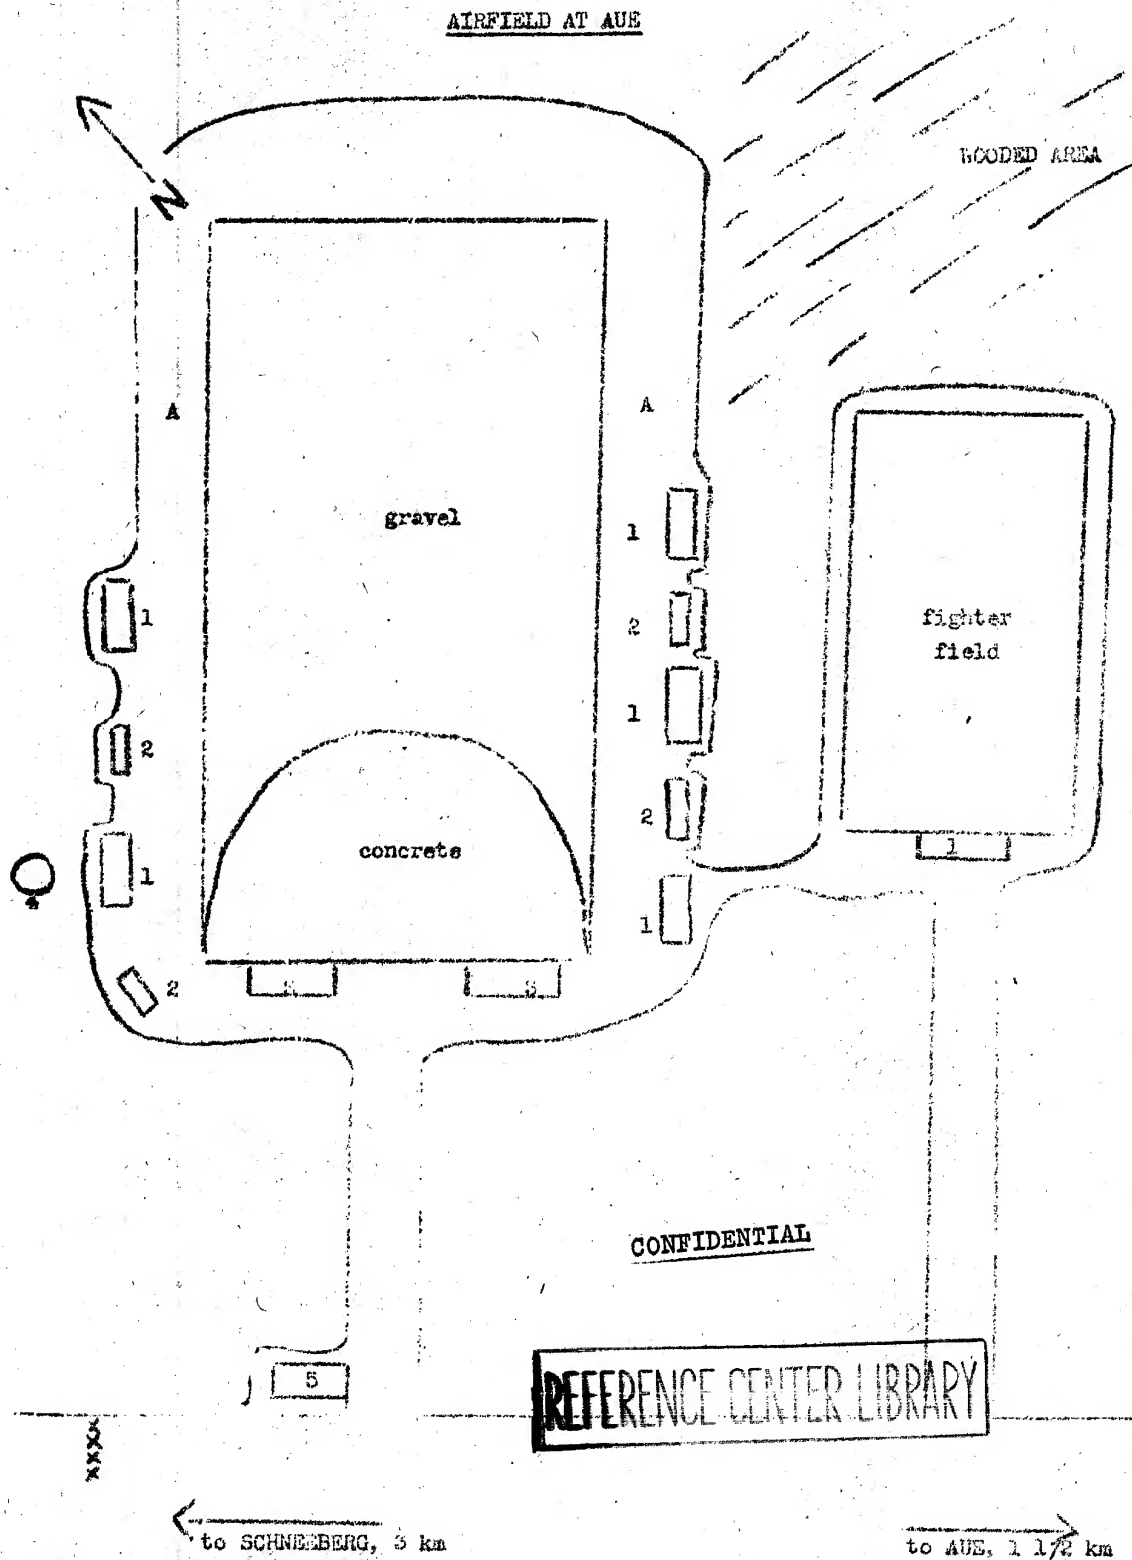 AIRFIELD AT AUE
N
WOODED AREA
A
A
gravel
1
1
2
fighter
field
1
2
2
concrete
1
1
1
2
3
CONFIDENTIAL
5
REFERENCE CENTER LIBRARY
xxxx
to SCHNEEBERG, 3 km
to AUE, 1 1/2 km